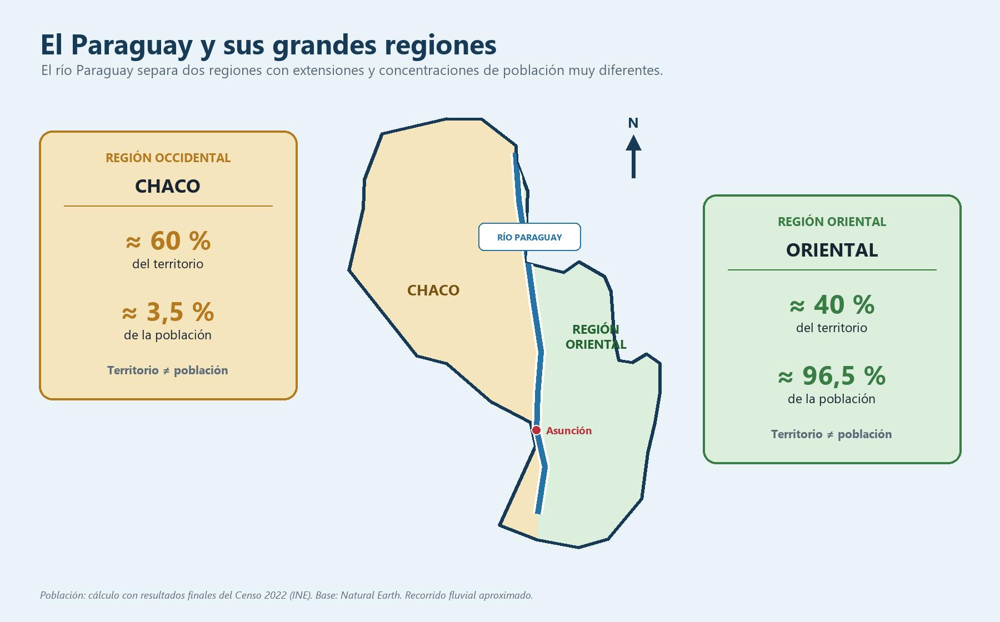 El Paraguay y sus grandes regiones
El río Paraguay separa dos regiones con extensiones y concentraciones de población muy diferentes.
REGIÓN OCCIDENTAL
CHACO
≈ 60 %
del territorio
≈ 3,5 %
de la población
Territorio ≠ población
N
RÍO PARAGUAY
CHACO
REGIÓN
ORIENTAL
Asunción
REGIÓN ORIENTAL
ORIENTAL
≈ 40 %
del territorio
≈ 96,5 %
de la población
Territorio ≠ población
Población: cálculo con resultados finales del Censo 2022 (INE). Base: Natural Earth. Recorrido fluvial aproximado.